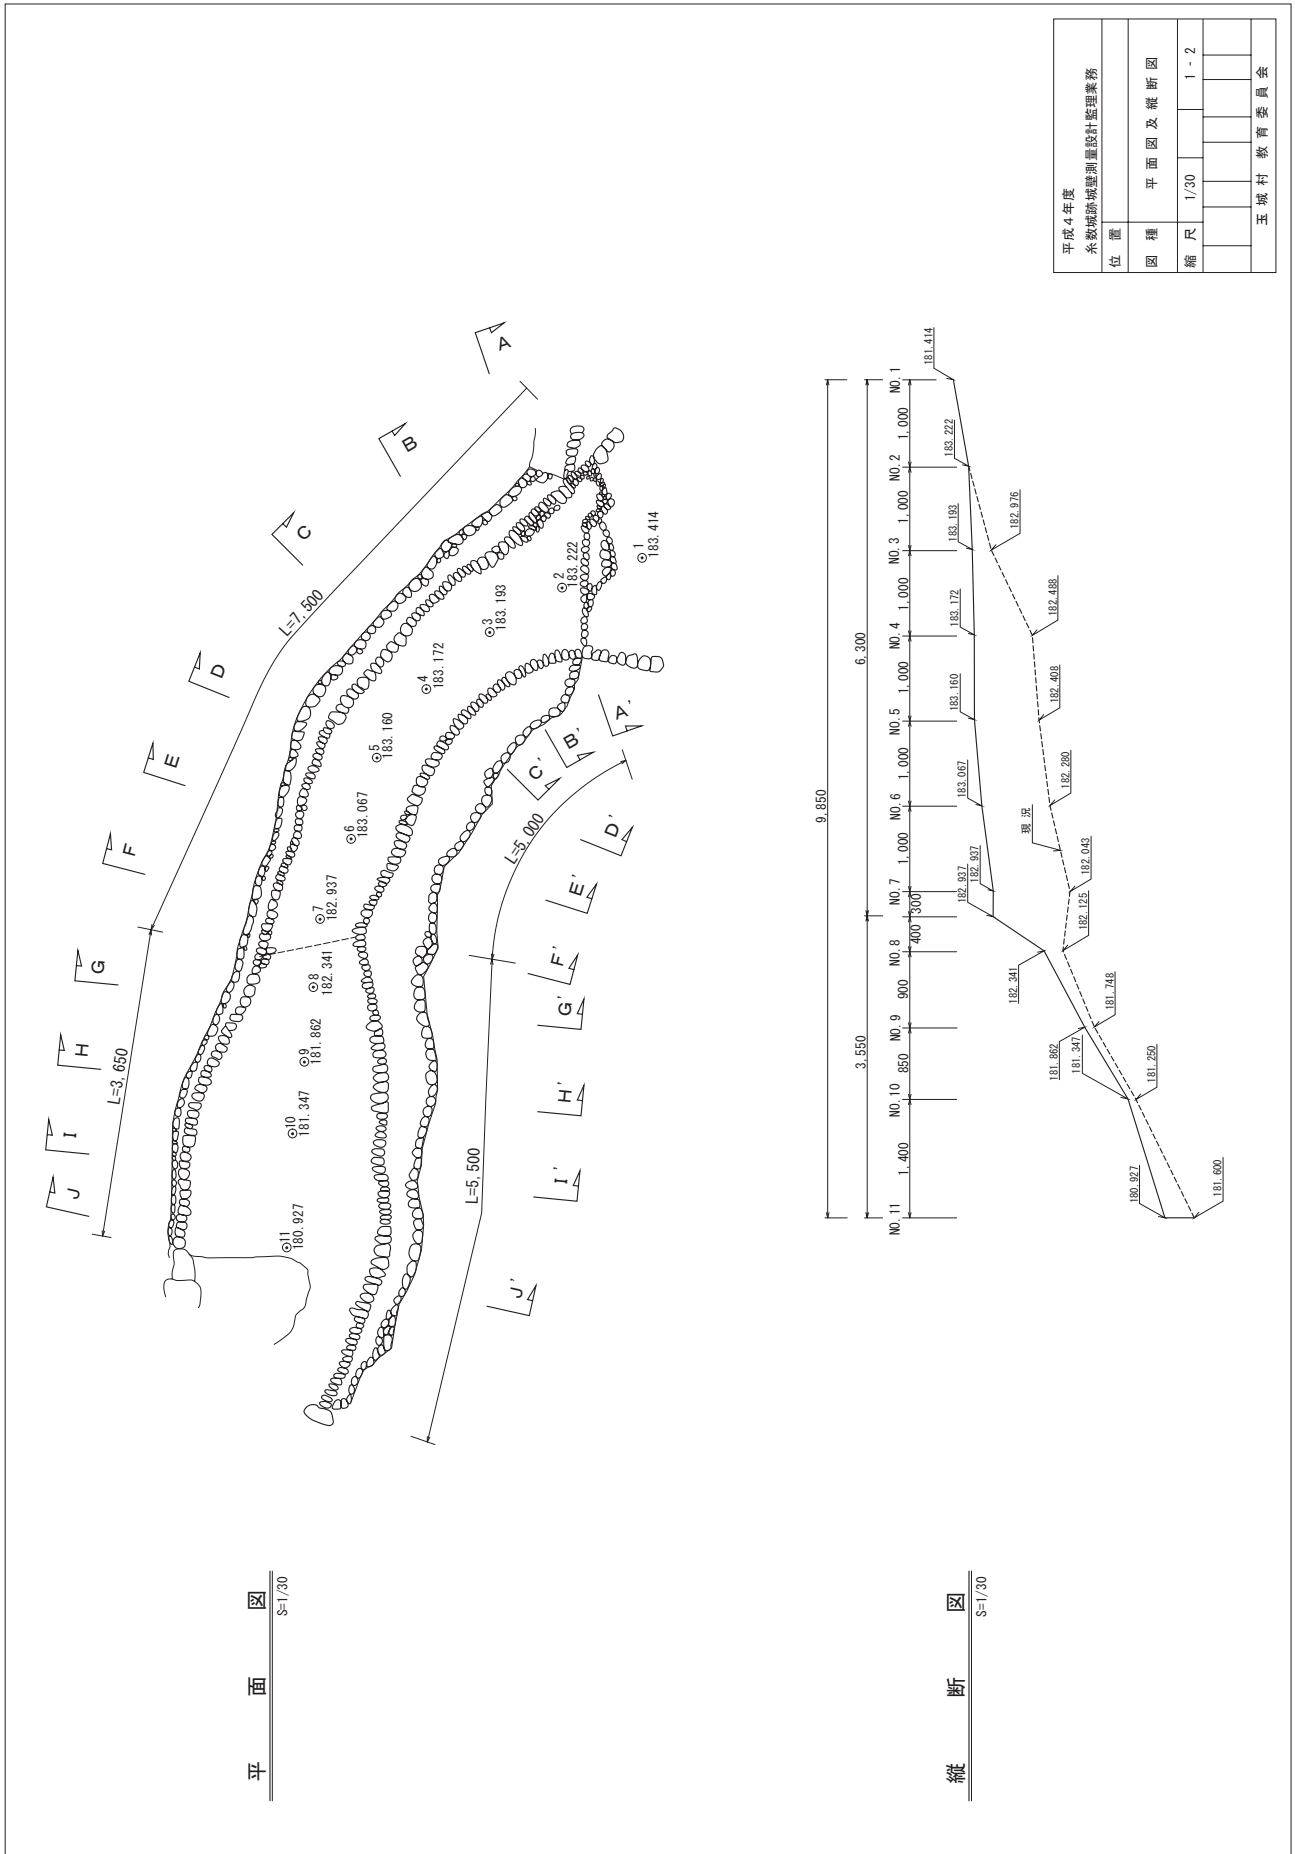 平面図
S=1/30
A
B
C
D
E
F
G
H
I
J
L=7,500
L=3,650
1
183.414
2
183.222
3
183.193
4
183.172
5
183.160
6
183.067
7
182.937
8
182.341
9
181.862
10
181.347
11
180.927
A'
B'
C'
D'
E'
F'
G'
H'
I'
J'
L=5,000
L=5,500
縦断図
S=1/30
9,850
3,550
6,300
NO.11
1,400
NO.10
850
NO.9
900
NO.8
400
300
NO.7
1,000
NO.6
1,000
NO.5
1,000
NO.4
1,000
NO.3
1,000
NO.2
1,000
NO.1
180.927
181.347
181.862
182.341
182.937
182.937
183.067
183.160
183.172
183.193
183.222
181.414
現況
181.600
181.250
181.748
182.125
182.043
182.280
182.408
182.488
182.976
平成4年度
糸数城跡城壁測量設計監理業務
位置
図種 平面図及縦断図
縮尺 1/30 1 - 2
玉城村教育委員会